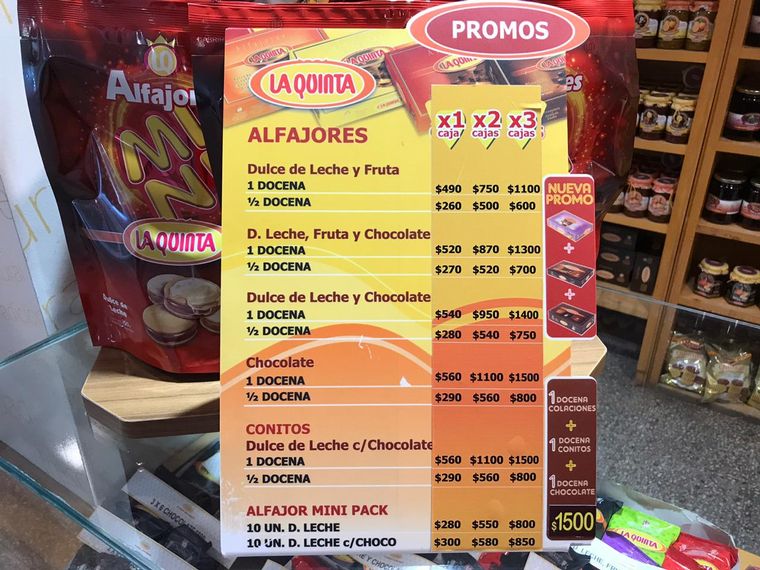 PROMOS
LA QUINTA
ALFAJORES
x1 caja x2 cajas x3 cajas
Dulce de Leche y Fruta
1 DOCENA $490 $750 $1100
½ DOCENA $260 $500 $600
D. Leche, Fruta y Chocolate
1 DOCENA $520 $870 $1300
½ DOCENA $270 $520 $700
Dulce de Leche y Chocolate
1 DOCENA $540 $950 $1400
½ DOCENA $280 $540 $750
Chocolate
1 DOCENA $560 $1100 $1500
½ DOCENA $290 $560 $800
CONITOS
Dulce de Leche c/Chocolate
1 DOCENA $560 $1100 $1500
½ DOCENA $290 $560 $800
ALFAJOR MINI PACK
10 UN. D. LECHE $280 $550 $800
10 UN. D. LECHE c/CHOCO $300 $580 $850
NUEVA
PROMO
+
+
1 DOCENA
COLACIONES
+
1 DOCENA
CONITOS
+
1 DOCENA
CHOCOLATE
$1500
Alfajor
MINI
LA QUINTA
Dulce de
Leche
es
3 X 6 CHOCOLATE
LA QUINTA